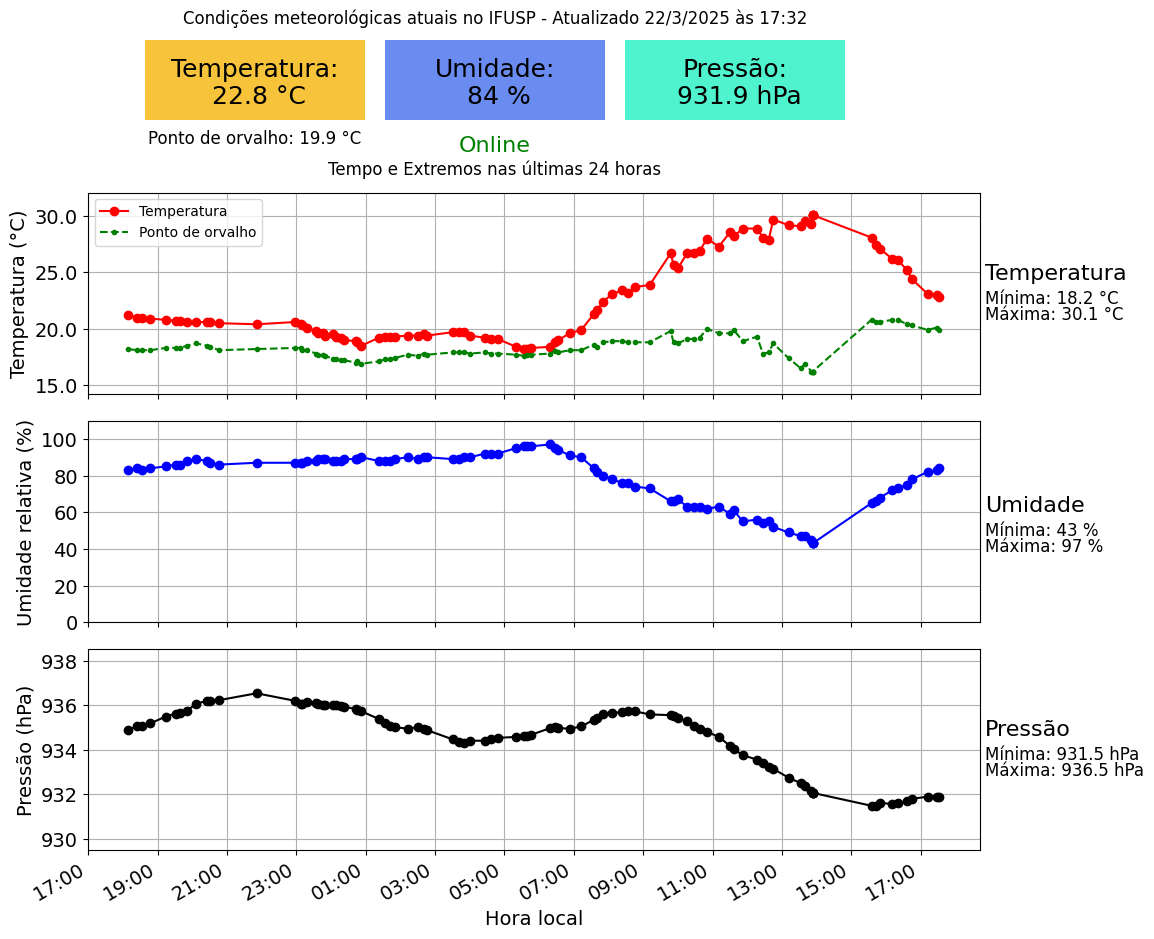 Condições meteorológicas atuais no IFUSP - Atualizado 22/3/2025 às 17:32
Temperatura:
22.8 °C
Umidade:
84 %
Pressão:
931.9 hPa
Ponto de orvalho: 19.9 °C
Online
Tempo e Extremos nas últimas 24 horas
Temperatura (°C)
30.0
25.0
20.0
15.0
Temperatura
Ponto de orvalho
Temperatura
Mínima: 18.2 °C
Máxima: 30.1 °C
Umidade relativa (%)
100
80
60
40
20
0
Umidade
Mínima: 43 %
Máxima: 97 %
Pressão (hPa)
938
936
934
932
930
Pressão
Mínima: 931.5 hPa
Máxima: 936.5 hPa
17:00 19:00 21:00 23:00 01:00 03:00 05:00 07:00 09:00 11:00 13:00 15:00 17:00
Hora local